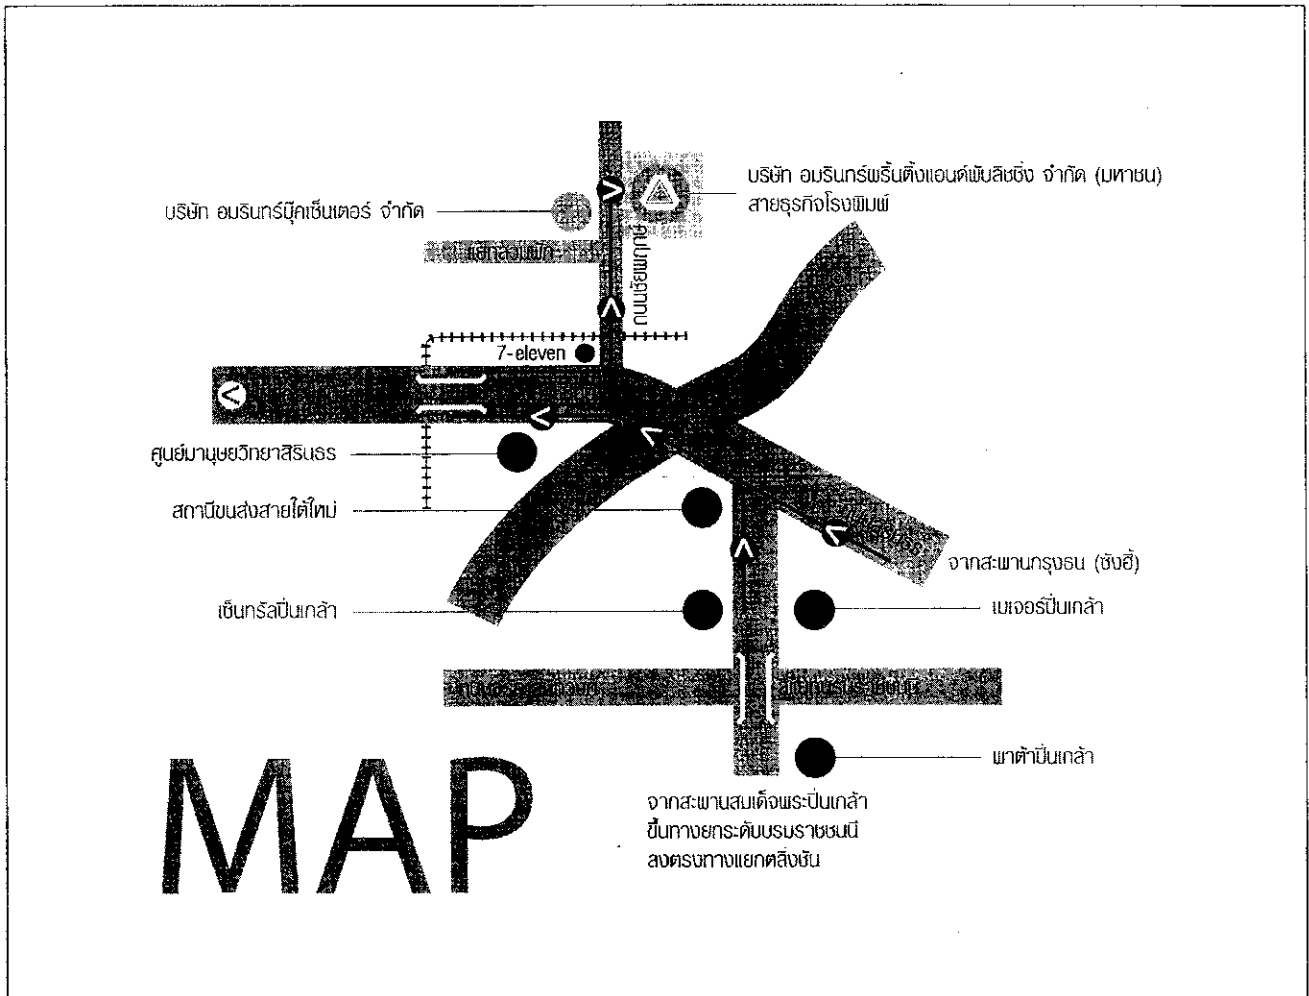 บริษัท อมรินทร์พริ้นติ้งแอนด์พับลิชชิ่ง จำกัด (มหาชน)
สายธุรกิจโรงพิมพ์
บริษัท อมรินทร์บุ๊คเซ็นเตอร์ จำกัด
แยกสวนผัก
7-eleven
ศูนย์มานุษยวิทยาสิรินธร
สถานีขนส่งสายใต้ใหม่
จากสะพานกรุงธน (ซังฮี้)
เซ็นทรัลปิ่นเกล้า
เมเจอร์ปิ่นเกล้า
พาต้าปิ่นเกล้า
จากสะพานสมเด็จพระปิ่นเกล้า
ขึ้นทางยกระดับบรมราชชนนี
ลงตรงทางแยกตลิ่งชัน
MAP